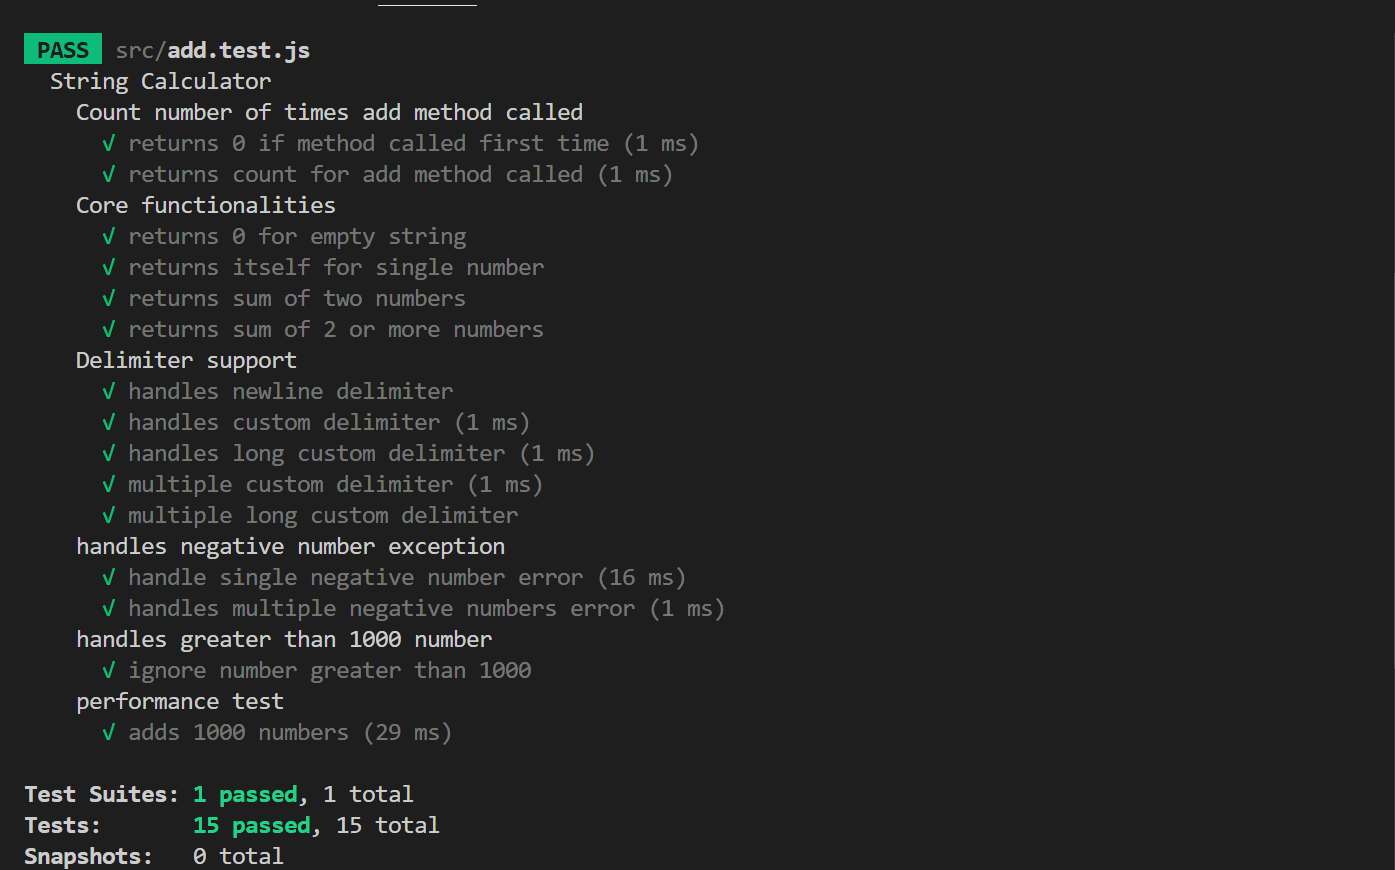 PASS src/add.test.js
String Calculator
Count number of times add method called
√ returns 0 if method called first time (1 ms)
√ returns count for add method called (1 ms)
Core functionalities
√ returns 0 for empty string
√ returns itself for single number
√ returns sum of two numbers
√ returns sum of 2 or more numbers
Delimiter support
√ handles newline delimiter
√ handles custom delimiter (1 ms)
√ handles long custom delimiter (1 ms)
√ multiple custom delimiter (1 ms)
√ multiple long custom delimiter
handles negative number exception
√ handle single negative number error (16 ms)
√ handles multiple negative numbers error (1 ms)
handles greater than 1000 number
√ ignore number greater than 1000
performance test
√ adds 1000 numbers (29 ms)
Test Suites: 1 passed, 1 total
Tests: 15 passed, 15 total
Snapshots: 0 total